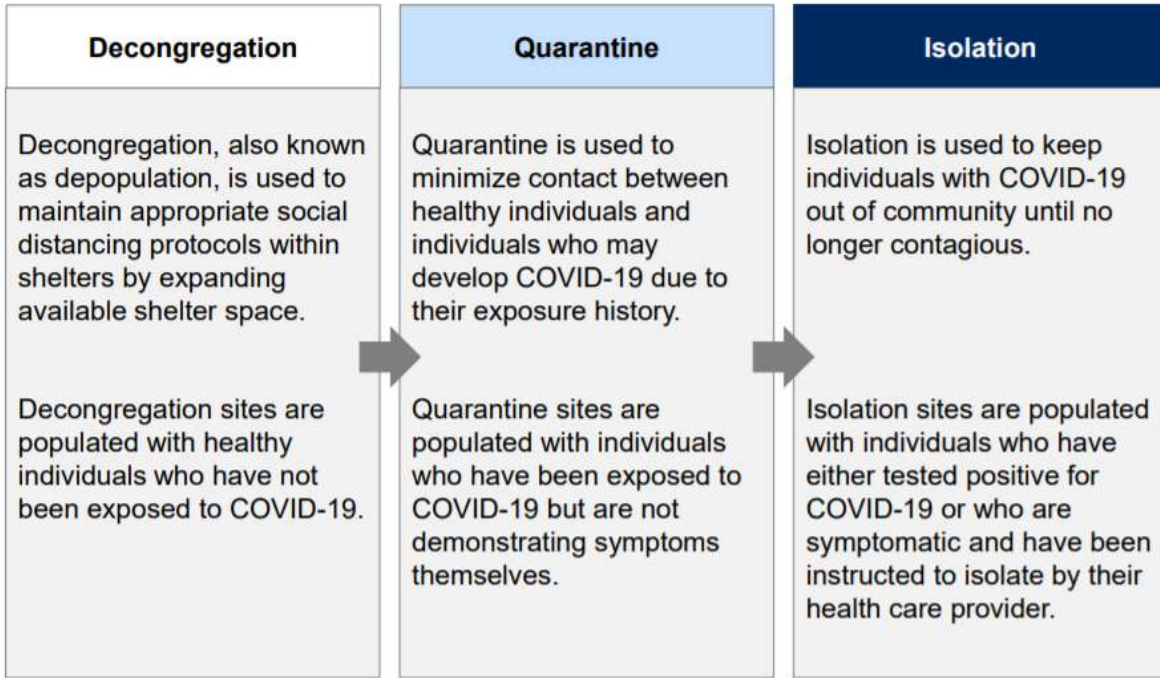 Decongregation
Decongregation, also known
as depopulation, is used to
maintain appropriate social
distancing protocols within
shelters by expanding
available shelter space.
Decongregation sites are
populated with healthy
individuals who have not
been exposed to COVID-19.
Quarantine
Quarantine is used to
minimize contact between
healthy individuals and
individuals who may
develop COVID-19 due to
their exposure history.
Quarantine sites are
populated with individuals
who have been exposed to
COVID-19 but are not
demonstrating symptoms
themselves.
Isolation
Isolation is used to keep
individuals with COVID-19
out of community until no
longer contagious.
Isolation sites are populated
with individuals who have
either tested positive for
COVID-19 or who are
symptomatic and have been
instructed to isolate by their
health care provider.